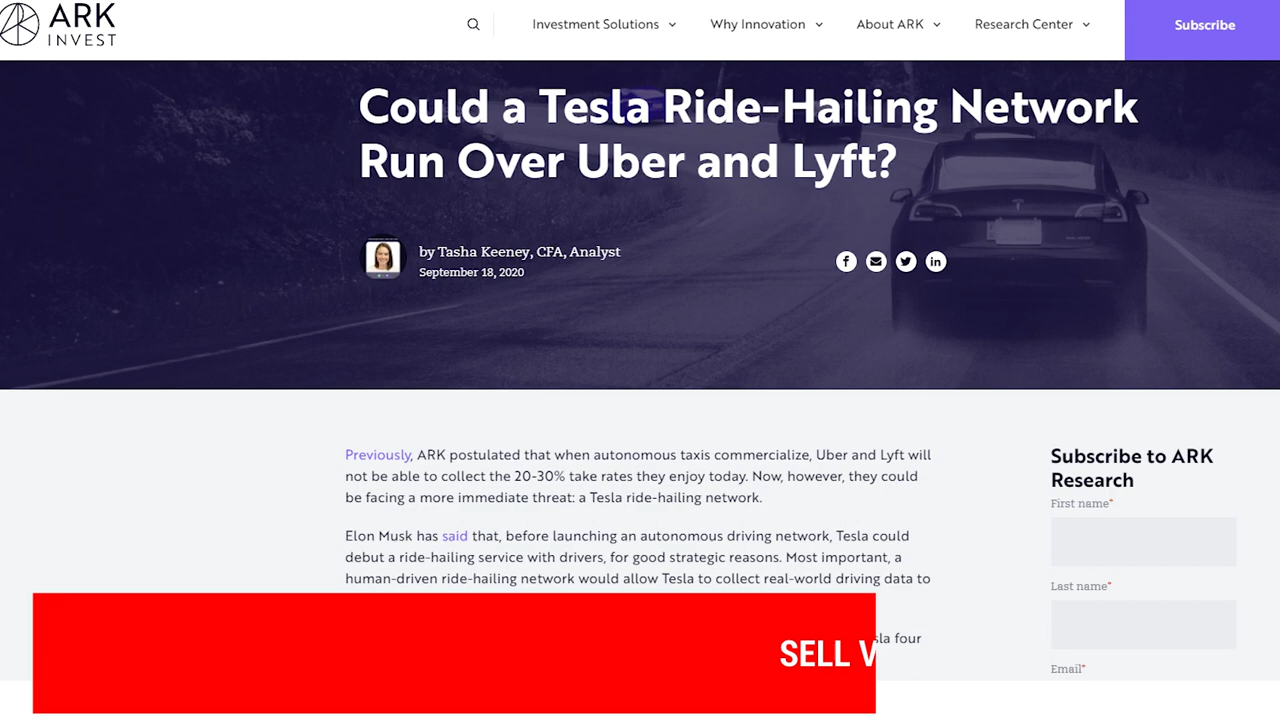 ARK
INVEST
Investment Solutions
Why Innovation
About ARK
Research Center
Subscribe
Could a Tesla Ride-Hailing Network
Run Over Uber and Lyft?
by Tasha Keeney, CFA, Analyst
September 18, 2020
Previously, ARK postulated that when autonomous taxis commercialize, Uber and Lyft will
not be able to collect the 20-30% take rates they enjoy today. Now, however, they could
be facing a more immediate threat: a Tesla ride-hailing network.
Elon Musk has said that, before launching an autonomous driving network, Tesla could
debut a ride-hailing service with drivers, for good strategic reasons. Most important, a
human-driven ride-hailing network would allow Tesla to collect real-world driving data to
four
Subscribe to ARK
Research
First name*
Last name*
Email*
SELL